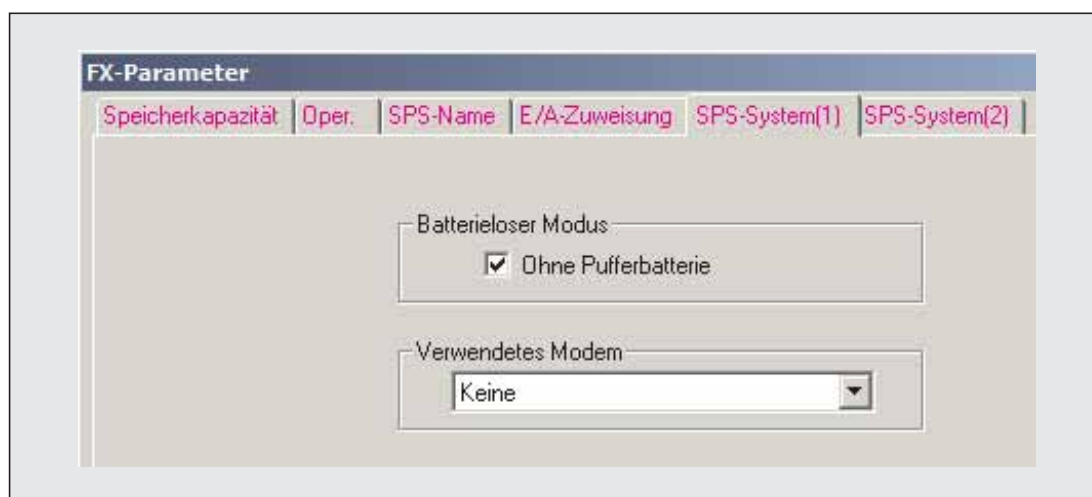 FX-Parameter
Speicherkapazität Oper. SPS-Name E/A-Zuweisung SPS-System(1) SPS-System(2)
Batterieloser Modus
Ohne Pufferbatterie
Verwendetes Modem
Keine